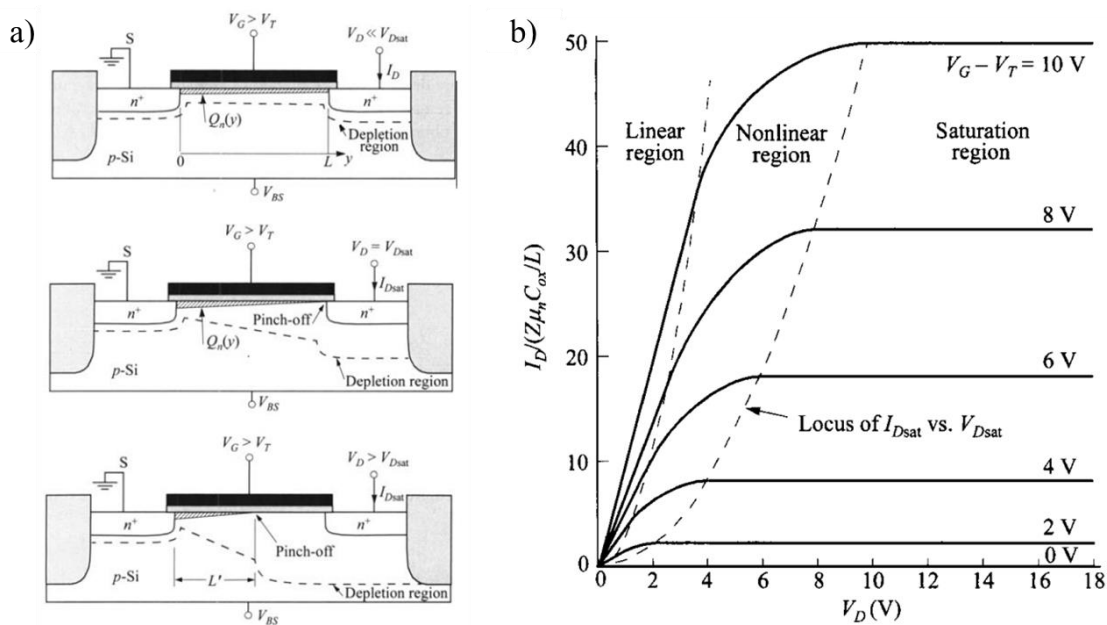 a)
V_G > V_T
V_D ≪ V_Dsat
S
I_D
n⁺
n⁺
Q_n(y)
Depletion region
p-Si
0
L
y
V_BS
V_G > V_T
V_D = V_Dsat
S
I_Dsat
n⁺
n⁺
Pinch-off
Q_n(y)
Depletion region
p-Si
V_BS
V_G > V_T
V_D > V_Dsat
S
I_Dsat
n⁺
n⁺
Pinch-off
p-Si
L'
Depletion region
V_BS
b)
50
40
30
20
10
0
I_D/(Zμ_nC_ox/L)
V_G – V_T = 10 V
Linear
region
Nonlinear
region
Saturation
region
8 V
6 V
Locus of I_Dsat vs. V_Dsat
4 V
2 V
0 V
0 2 4 6 8 10 12 14 16 18
V_D (V)